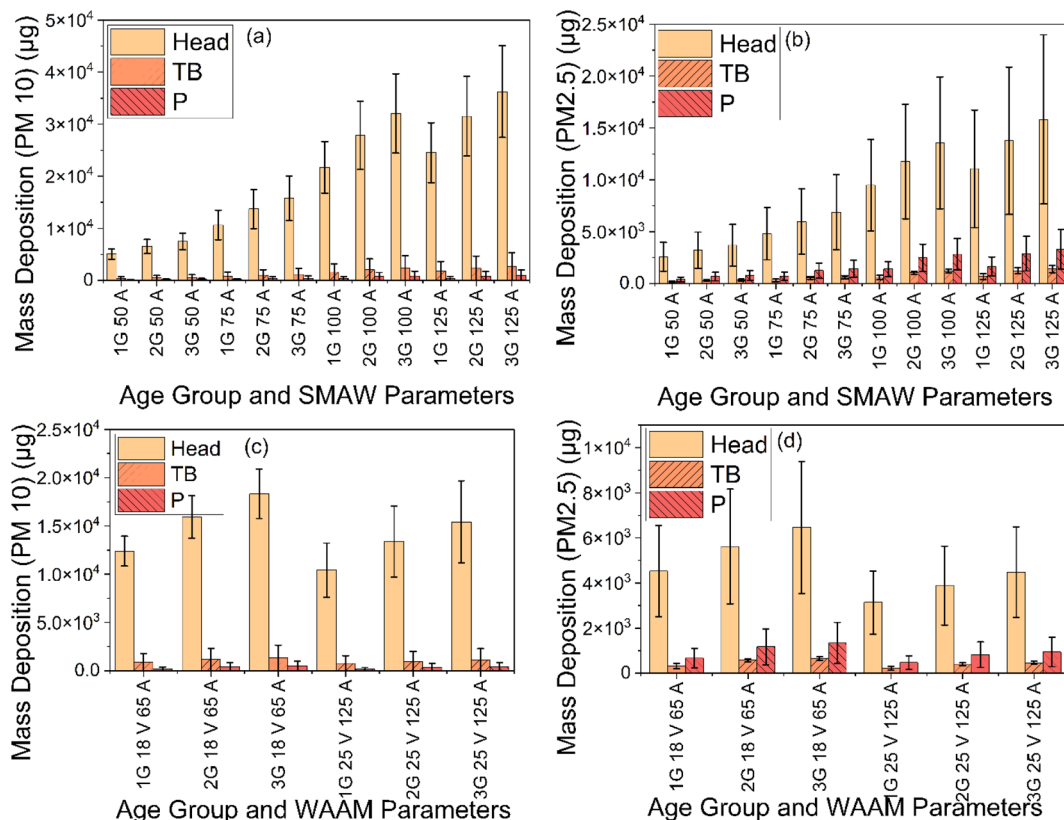 Mass Deposition (PM 10) (µg)
5×10⁴
4×10⁴
3×10⁴
2×10⁴
1×10⁴
0
Head
TB
P
(a)
1G 50 A
2G 50 A
3G 50 A
1G 75 A
2G 75 A
3G 75 A
1G 100 A
2G 100 A
3G 100 A
1G 125 A
2G 125 A
3G 125 A
Age Group and SMAW Parameters
Mass Deposition (PM2.5) (µg)
2.5×10⁴
2.0×10⁴
1.5×10⁴
1.0×10⁴
5.0×10³
0.0
Head
TB
P
(b)
1G 50 A
2G 50 A
3G 50 A
1G 75 A
2G 75 A
3G 75 A
1G 100 A
2G 100 A
3G 100 A
1G 125 A
2G 125 A
3G 125 A
Age Group and SMAW Parameters
Mass Deposition (PM 10) (µg)
2.5×10⁴
2.0×10⁴
1.5×10⁴
1.0×10⁴
5.0×10³
0.0
Head
TB
P
(c)
1G 18 V 65 A
2G 18 V 65 A
3G 18 V 65 A
1G 25 V 125 A
2G 25 V 125 A
3G 25 V 125 A
Age Group and WAAM Parameters
Mass Deposition (PM2.5) (µg)
1×10⁴
8×10³
6×10³
4×10³
2×10³
0
Head
TB
P
(d)
1G 18 V 65 A
2G 18 V 65 A
3G 18 V 65 A
1G 25 V 125 A
2G 25 V 125 A
3G 25 V 125 A
Age Group and WAAM Parameters